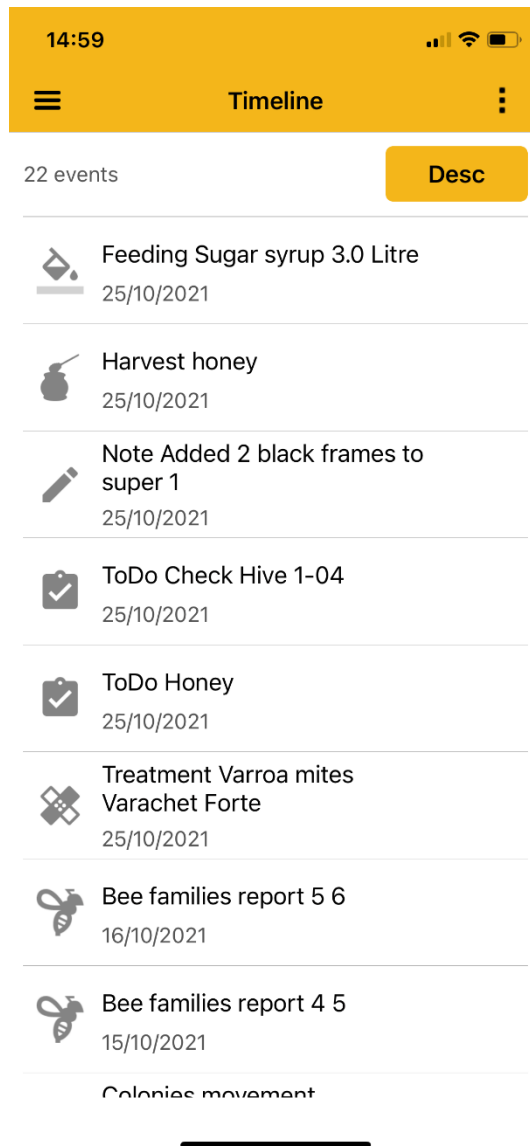 14:59
Timeline
22 events
Desc
Feeding Sugar syrup 3.0 Litre
25/10/2021
Harvest honey
25/10/2021
Note Added 2 black frames to
super 1
25/10/2021
ToDo Check Hive 1-04
25/10/2021
ToDo Honey
25/10/2021
Treatment Varroa mites
Varachet Forte
25/10/2021
Bee families report 5 6
16/10/2021
Bee families report 4 5
15/10/2021
Colonies movement